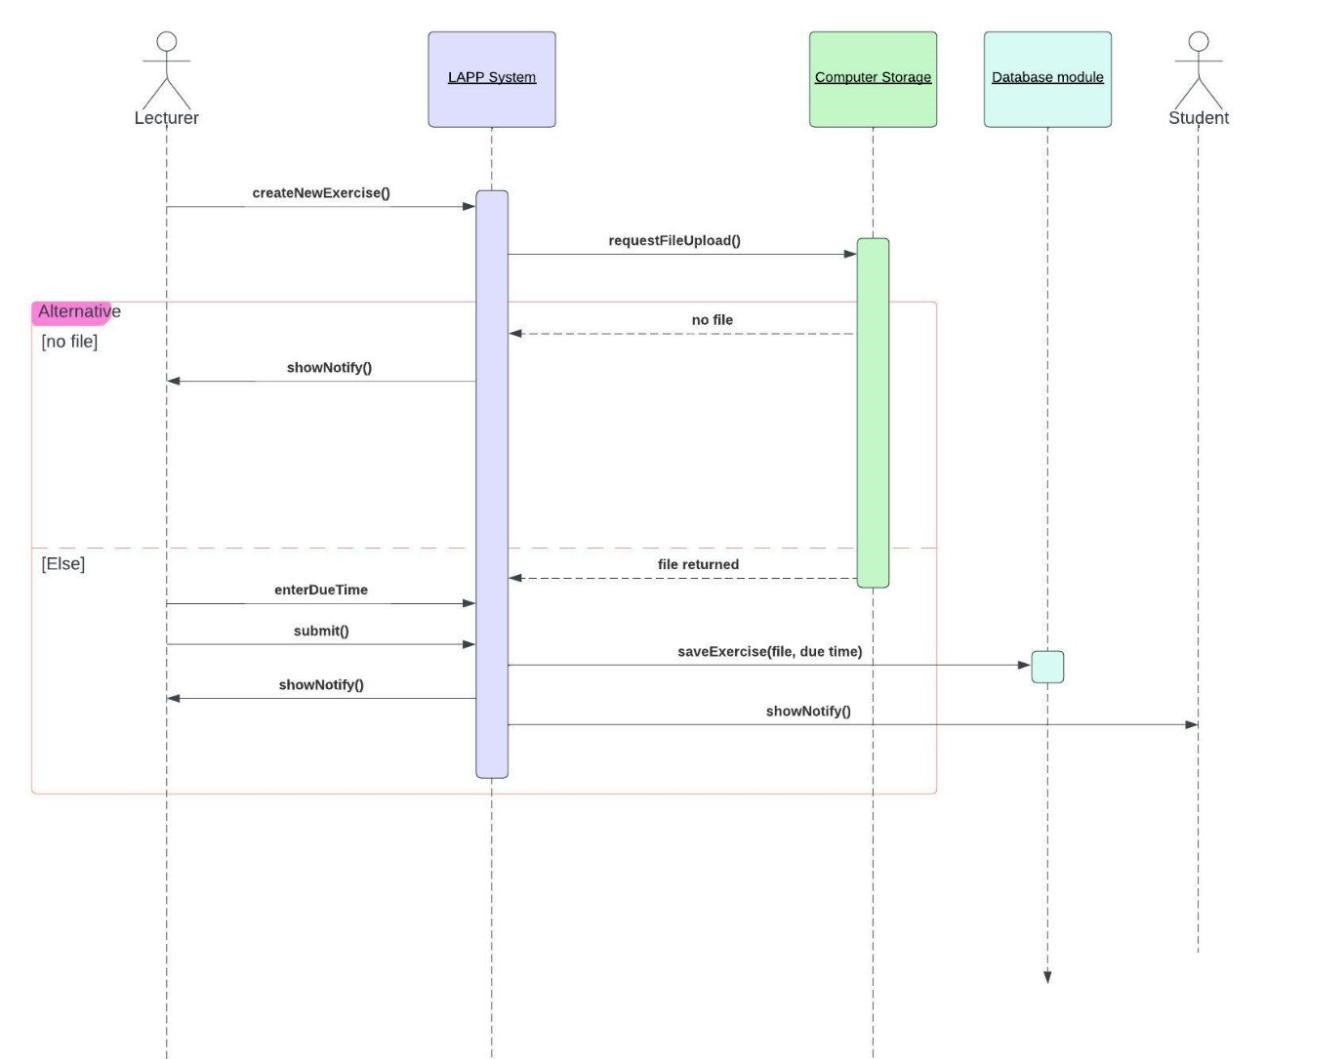 Lecturer
LAPP System
Computer Storage
Database module
Student
createNewExercise()
requestFileUpload()
Alternative
no file
[no file]
showNotify()
[Else]
file returned
enterDueTime
submit()
saveExercise(file, due time)
showNotify()
showNotify()